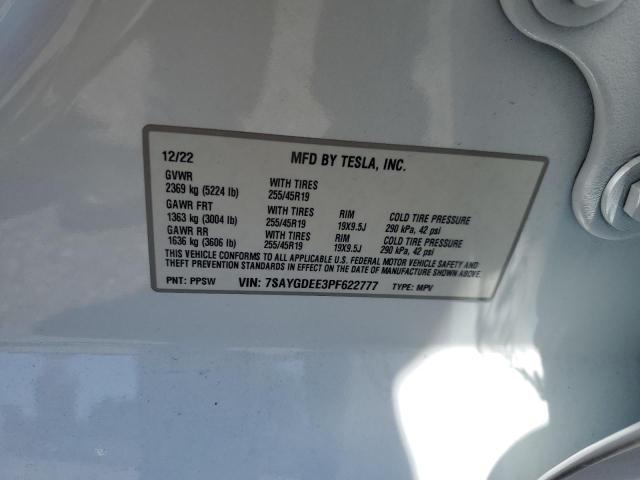 12/22 MFD BY TESLA, INC.
GVWR
2369 kg (5224 lb) WITH TIRES 255/45R19
GAWR FRT
1363 kg (3004 lb) WITH TIRES 255/45R19 RIM 19X9.5J COLD TIRE PRESSURE 290 kPa, 42 psi
GAWR RR
1636 kg (3606 lb) WITH TIRES 255/45R19 RIM 19X9.5J COLD TIRE PRESSURE 290 kPa, 42 psi
THIS VEHICLE CONFORMS TO ALL APPLICABLE U.S. FEDERAL MOTOR VEHICLE SAFETY AND
THEFT PREVENTION STANDARDS IN EFFECT ON THE DATE OF MANUFACTURE SHOWN ABOVE.
PNT: PPSW VIN: 7SAYGDEE3PF622777 TYPE: MPV